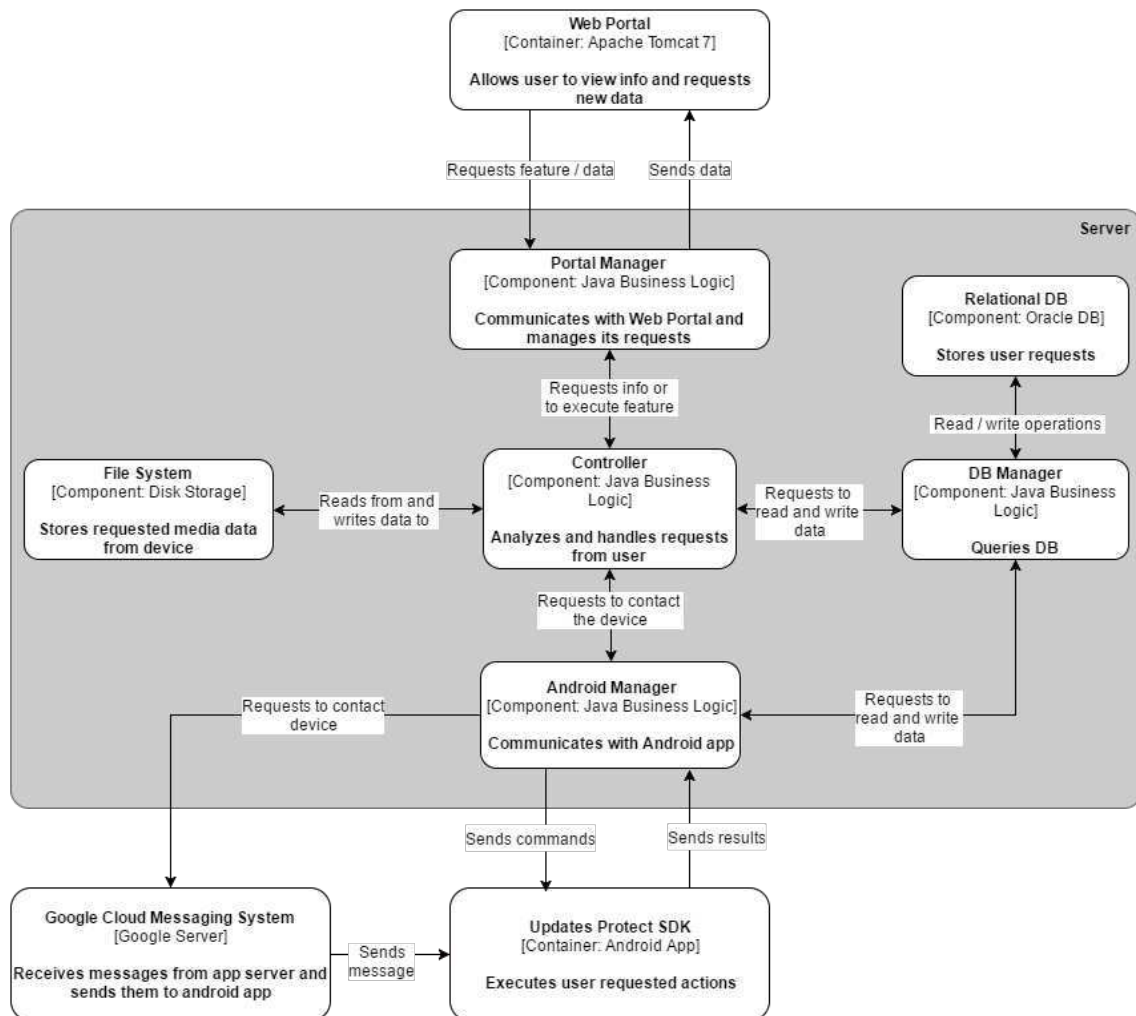 Web Portal
[Container: Apache Tomcat 7]
Allows user to view info and requests
new data
Requests feature / data
Sends data
Server
Portal Manager
[Component: Java Business Logic]
Communicates with Web Portal and
manages its requests
Relational DB
[Component: Oracle DB]
Stores user requests
Requests info or
to execute feature
Read / write operations
File System
[Component: Disk Storage]
Stores requested media data
from device
Reads from and
writes data to
Controller
[Component: Java Business
Logic]
Analyzes and handles requests
from user
Requests to
read and write
data
DB Manager
[Component: Java Business
Logic]
Queries DB
Requests to contact
the device
Requests to contact
device
Android Manager
[Component: Java Business Logic]
Communicates with Android app
Requests to
read and write
data
Sends commands
Sends results
Google Cloud Messaging System
[Google Server]
Receives messages from app server and
sends them to android app
Sends
message
Updates Protect SDK
[Container: Android App]
Executes user requested actions